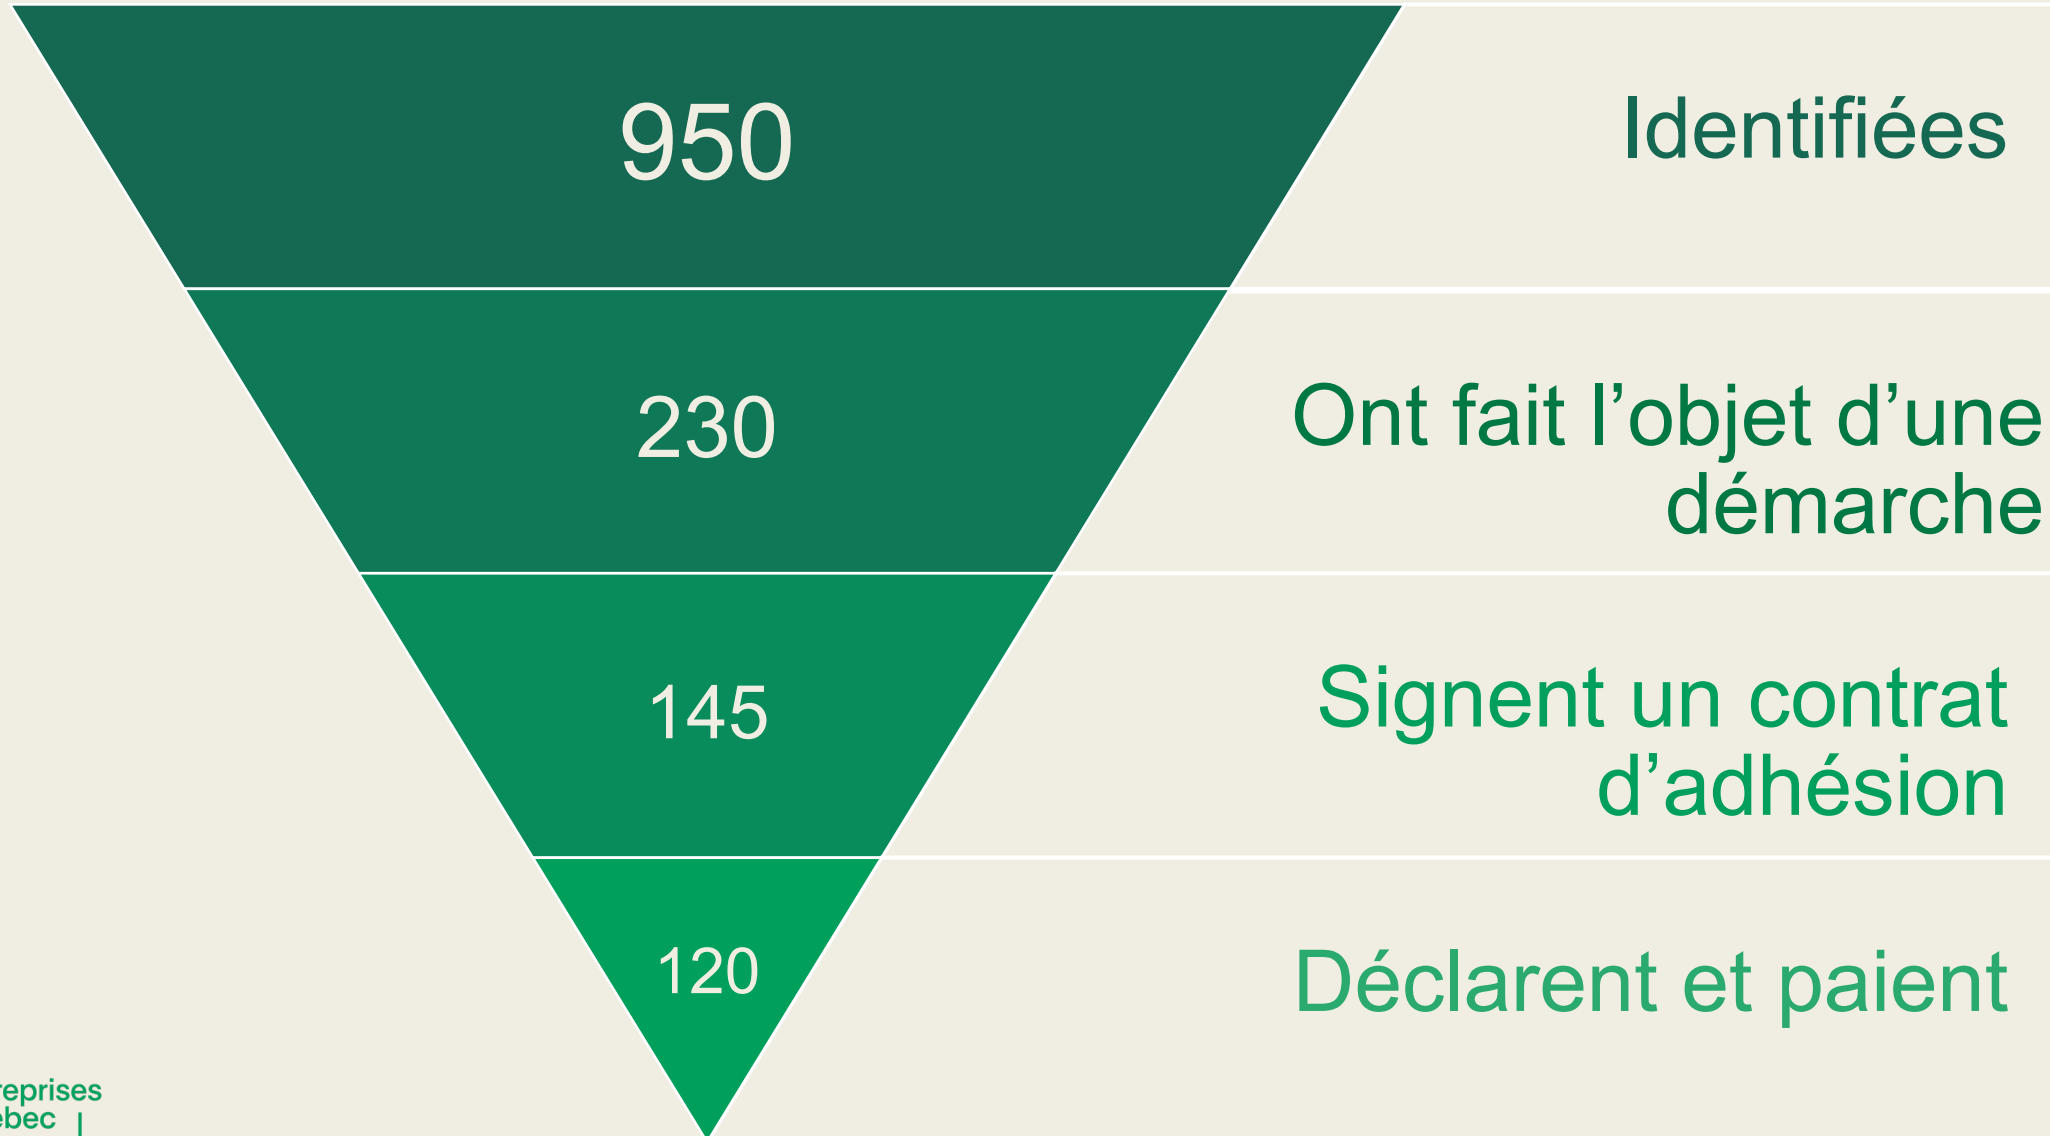 950
Identifiées
230
Ont fait l’objet d’une
démarche
145
Signent un contrat
d’adhésion
120
Déclarent et paient
reprises
ebec